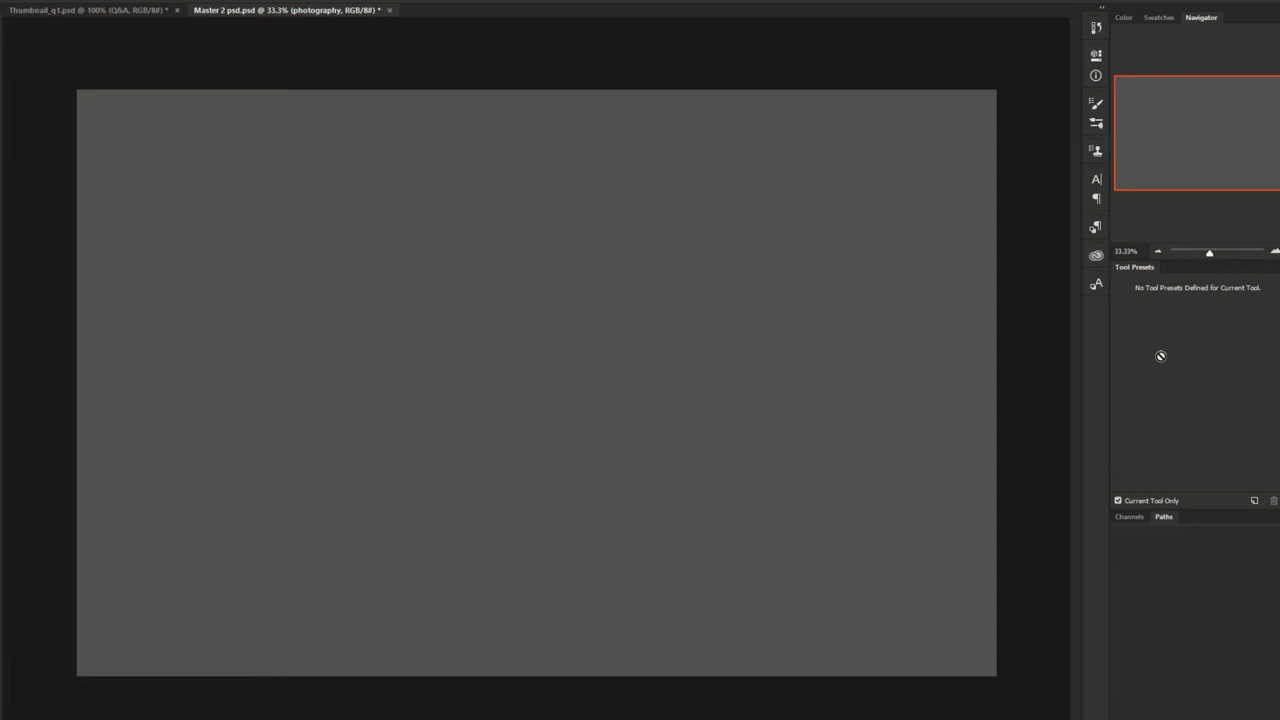 Thumbnail_q1.psd @ 100% (Q&A, RGB/8#) *
Master 2 psd.psd @ 33.3% (photography, RGB/8#) *
Color Swatches Navigator
33.33%
Tool Presets
No Tool Presets Defined for Current Tool.
Current Tool Only
Channels Paths